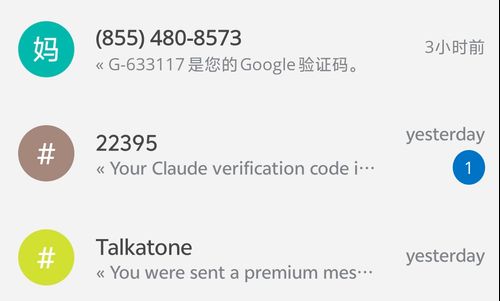 妈
(855) 480-8573
3小时前
« G-633117 是您的Google验证码。
#
22395
yesterday
« Your Claude verification code i…
1
#
Talkatone
yesterday
« You were sent a premium mes…